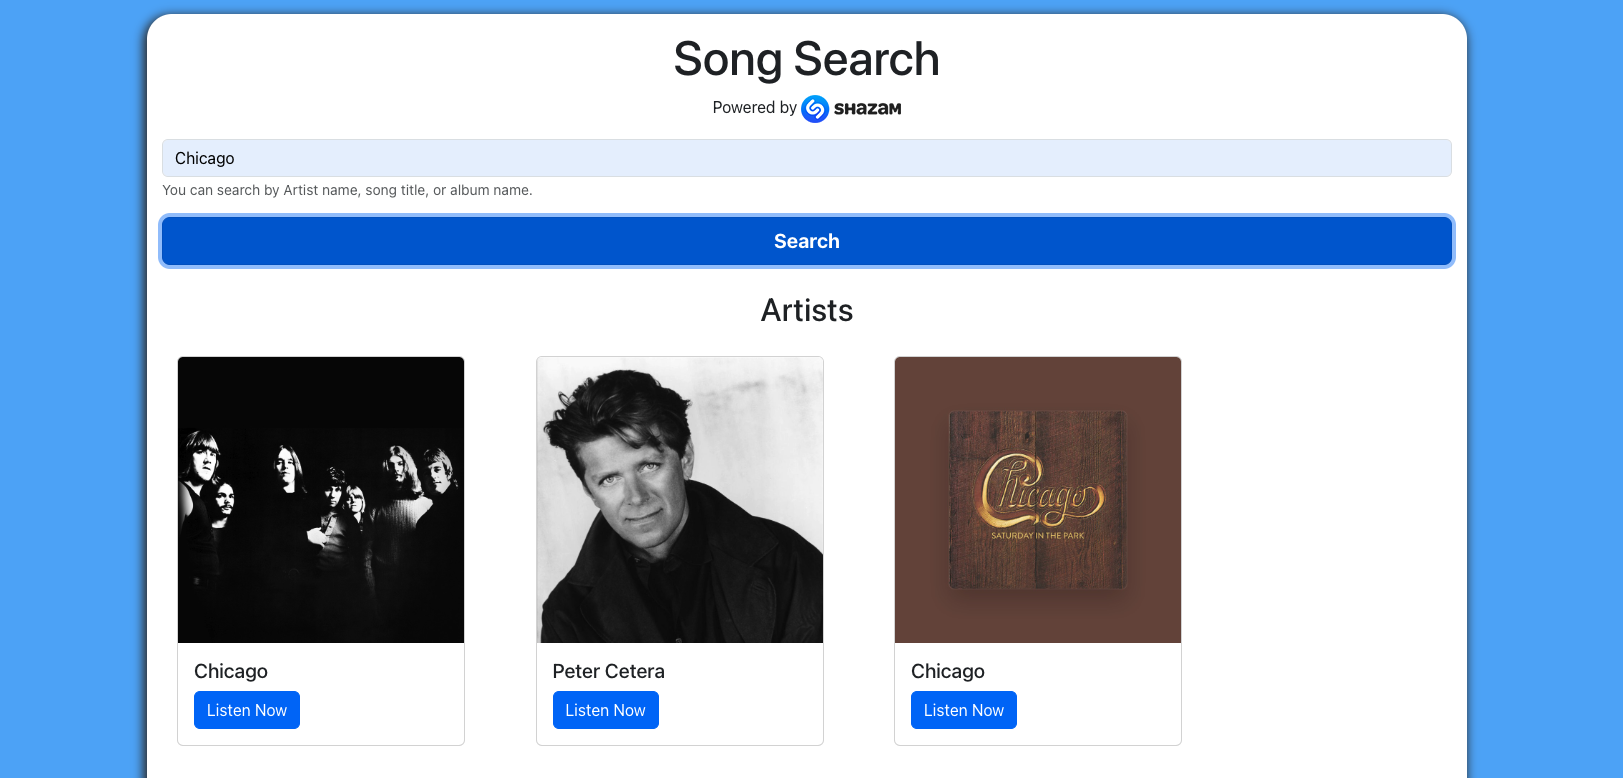 Song Search
Powered by SHAZAM
Chicago
You can search by Artist name, song title, or album name.
Search
Artists
Chicago
SATURDAY IN THE PARK
Chicago
Peter Cetera
Chicago
Listen Now
Listen Now
Listen Now